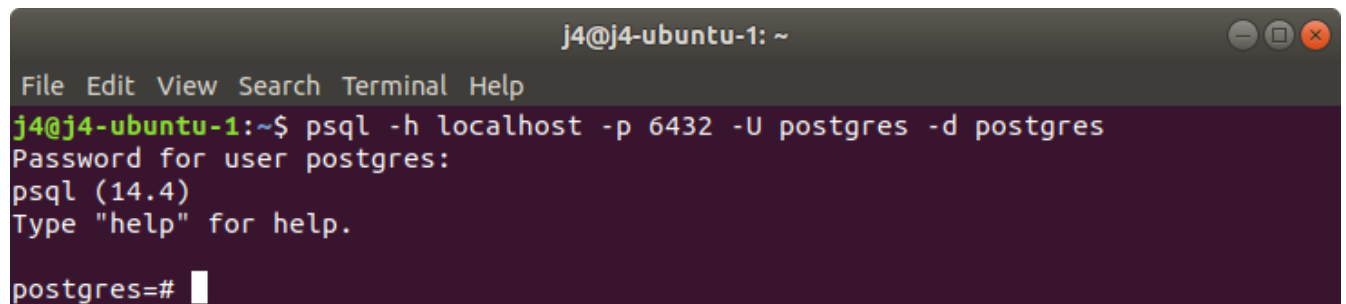 j4@j4-ubuntu-1: ~
File Edit View Search Terminal Help
j4@j4-ubuntu-1:~$ psql -h localhost -p 6432 -U postgres -d postgres
Password for user postgres:
psql (14.4)
Type "help" for help.
postgres=#